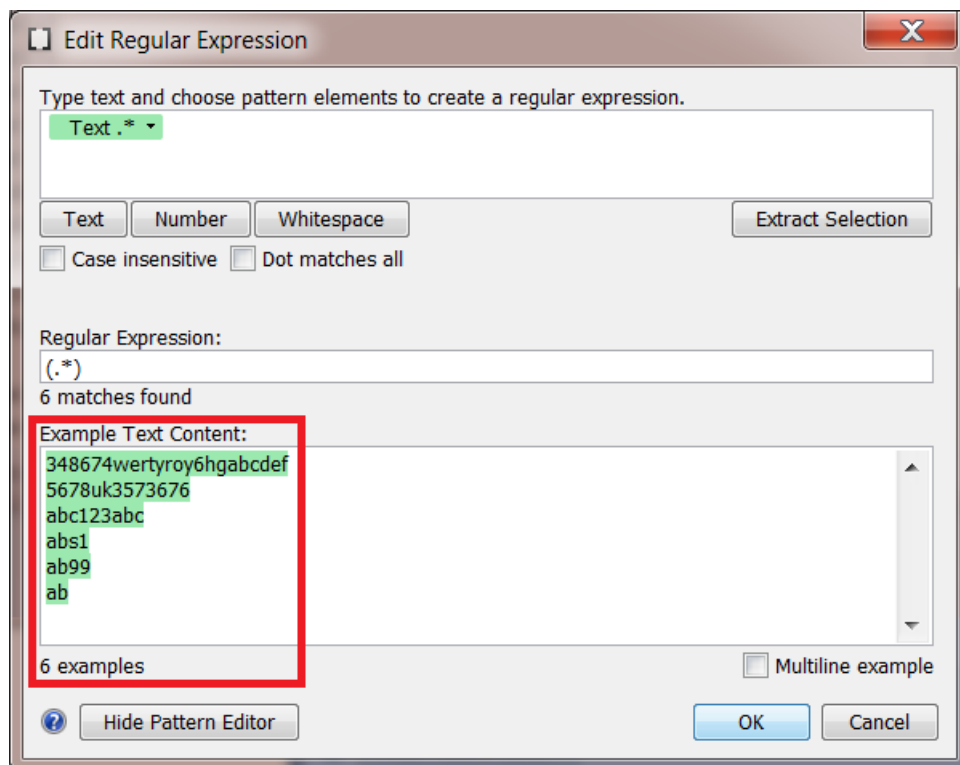 Edit Regular Expression
Type text and choose pattern elements to create a regular expression.
Text .*
Text Number Whitespace Extract Selection
Case insensitive Dot matches all
Regular Expression:
(.*)
6 matches found
Example Text Content:
348674wertyroy6hgabcdef
5678uk3573676
abc123abc
abs1
ab99
ab
6 examples Multiline example
? Hide Pattern Editor OK Cancel